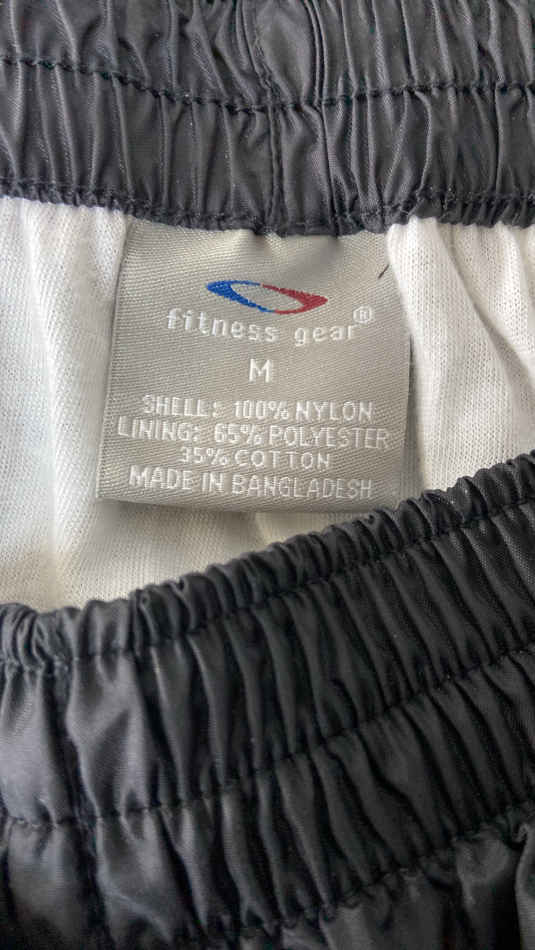 fitness gear®
M
SHELL: 100% NYLON
LINING: 65% POLYESTER
35% COTTON
MADE IN BANGLADESH